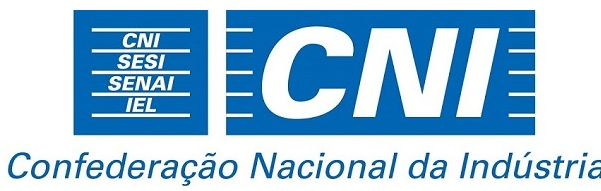 CNI
SESI
SENAI
IEL
CNI
Confederação Nacional da Indústria